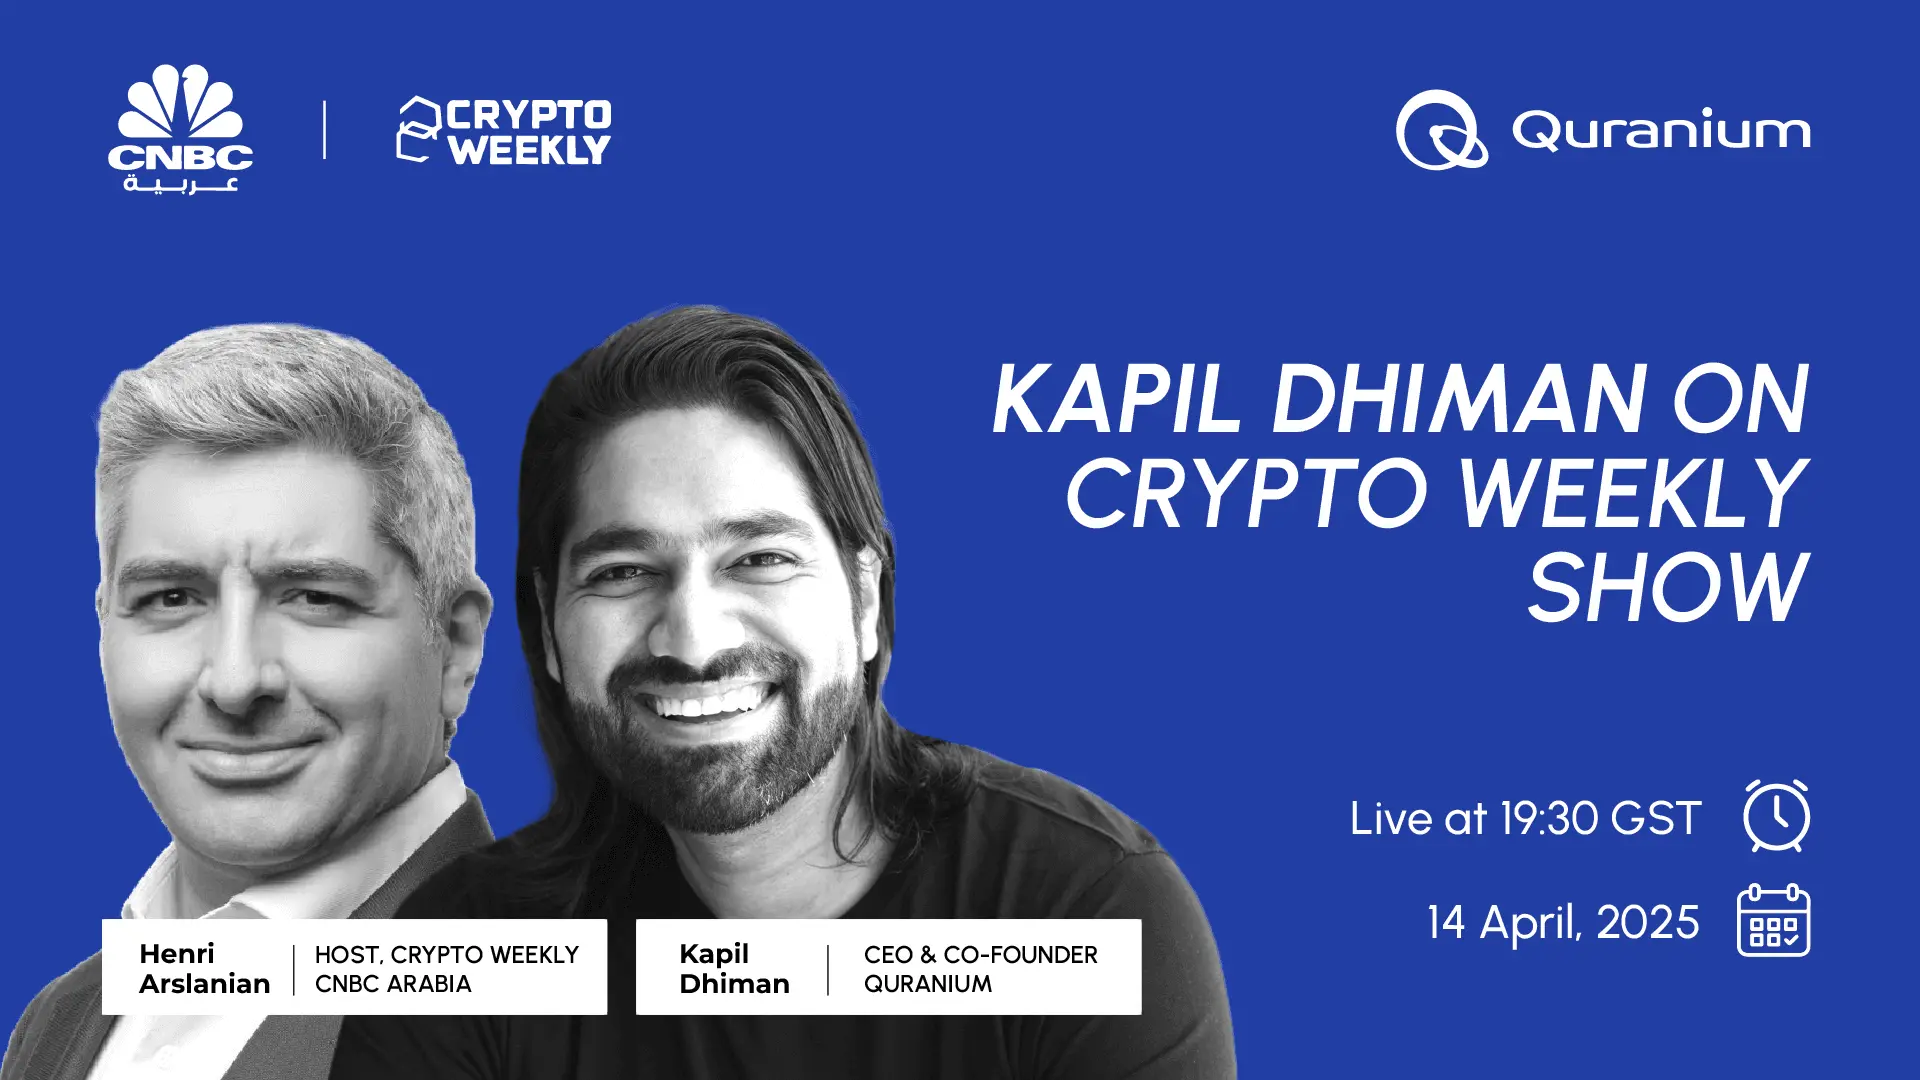 CNBC
عربية
CRYPTO
WEEKLY
Quranium
KAPIL DHIMAN ON
CRYPTO WEEKLY
SHOW
Live at 19:30 GST
14 April, 2025
Henri
Arslanian
HOST, CRYPTO WEEKLY
CNBC ARABIA
Kapil
Dhiman
CEO & CO-FOUNDER
QURANIUM